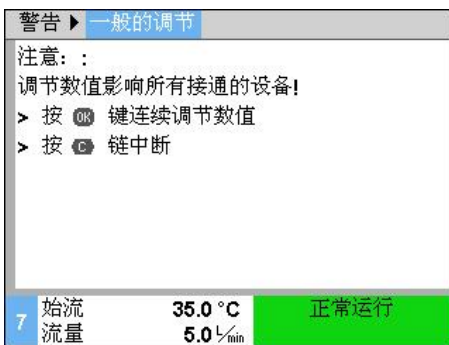 警告 ▶ 一般的调节
注意: :
调节数值影响所有接通的设备!
> 按 OK 键连续调节数值
> 按 C 链中断
7 始流 35.0 °C 正常运行
流量 5.0 L/min